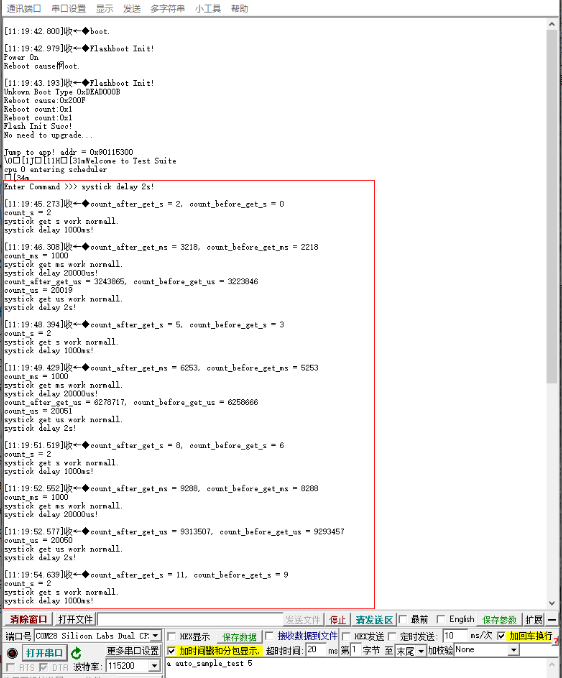 通讯端口 串口设置 显示 发送 多字符串 小工具 帮助
[11:19:42.800]收←◆boot.
[11:19:42.979]收←◆Flashboot Init!
Power On
Reboot cause
oot.
[11:19:43.193]收←◆Flashboot Init!
Unkown Boot Type 0xDEAD000B
Reboot cause:0x200F
Reboot count:0x1
Reboot count:0x1
Flash Init Succ!
No need to upgrade...
Jump to app! addr = 0x90115300
\0□[1J□[11H□[31mWelcome to Test Suite
cpu 0 entering scheduler
□[34m
Enter Command >>> systick delay 2s!
[11:19:45.273]收←◆count_after_get_s = 2, count_before_get_s = 0
count_s = 2
systick get s work normall.
systick delay 1000ms!
[11:19:46.308]收←◆count_after_get_ms = 3218, count_before_get_ms = 2218
count_ms = 1000
systick get ms work normall.
systick delay 20000us!
count_after_get_us = 3243865, count_before_get_us = 3223846
count_us = 20019
systick get us work normall.
systick delay 2s!
[11:19:48.394]收←◆count_after_get_s = 5, count_before_get_s = 3
count_s = 2
systick get s work normall.
systick delay 1000ms!
[11:19:49.429]收←◆count_after_get_ms = 6253, count_before_get_ms = 5253
count_ms = 1000
systick get ms work normall.
systick delay 20000us!
count_after_get_us = 6278717, count_before_get_us = 6258666
count_us = 20051
systick get us work normall.
systick delay 2s!
[11:19:51.519]收←◆count_after_get_s = 8, count_before_get_s = 6
count_s = 2
systick get s work normall.
systick delay 1000ms!
[11:19:52.552]收←◆count_after_get_ms = 9288, count_before_get_ms = 8288
count_ms = 1000
systick get ms work normall.
systick delay 20000us!
[11:19:52.577]收←◆count_after_get_us = 9313507, count_before_get_us = 9293457
count_us = 20050
systick get us work normall.
systick delay 2s!
[11:19:54.639]收←◆count_after_get_s = 11, count_before_get_s = 9
count_s = 2
systick get s work normall.
systick delay 1000ms!
清除窗口 打开文件 发送文件 停止 清发送区 最前 English 保存参数 扩展 —
端口号 COM28 Silicon Labs Dual CP. HEX显示 保存数据 接收数据到文件 HEX发送 定时发送: 10 ms/次 加回车换行
打开串口 更多串口设置 加时间戳和分包显示. 超时时间: 20 ms 第 1 字节 至 末尾 加校验 None
RTS DTR 波特率: 115200 a auto_sample_test 5